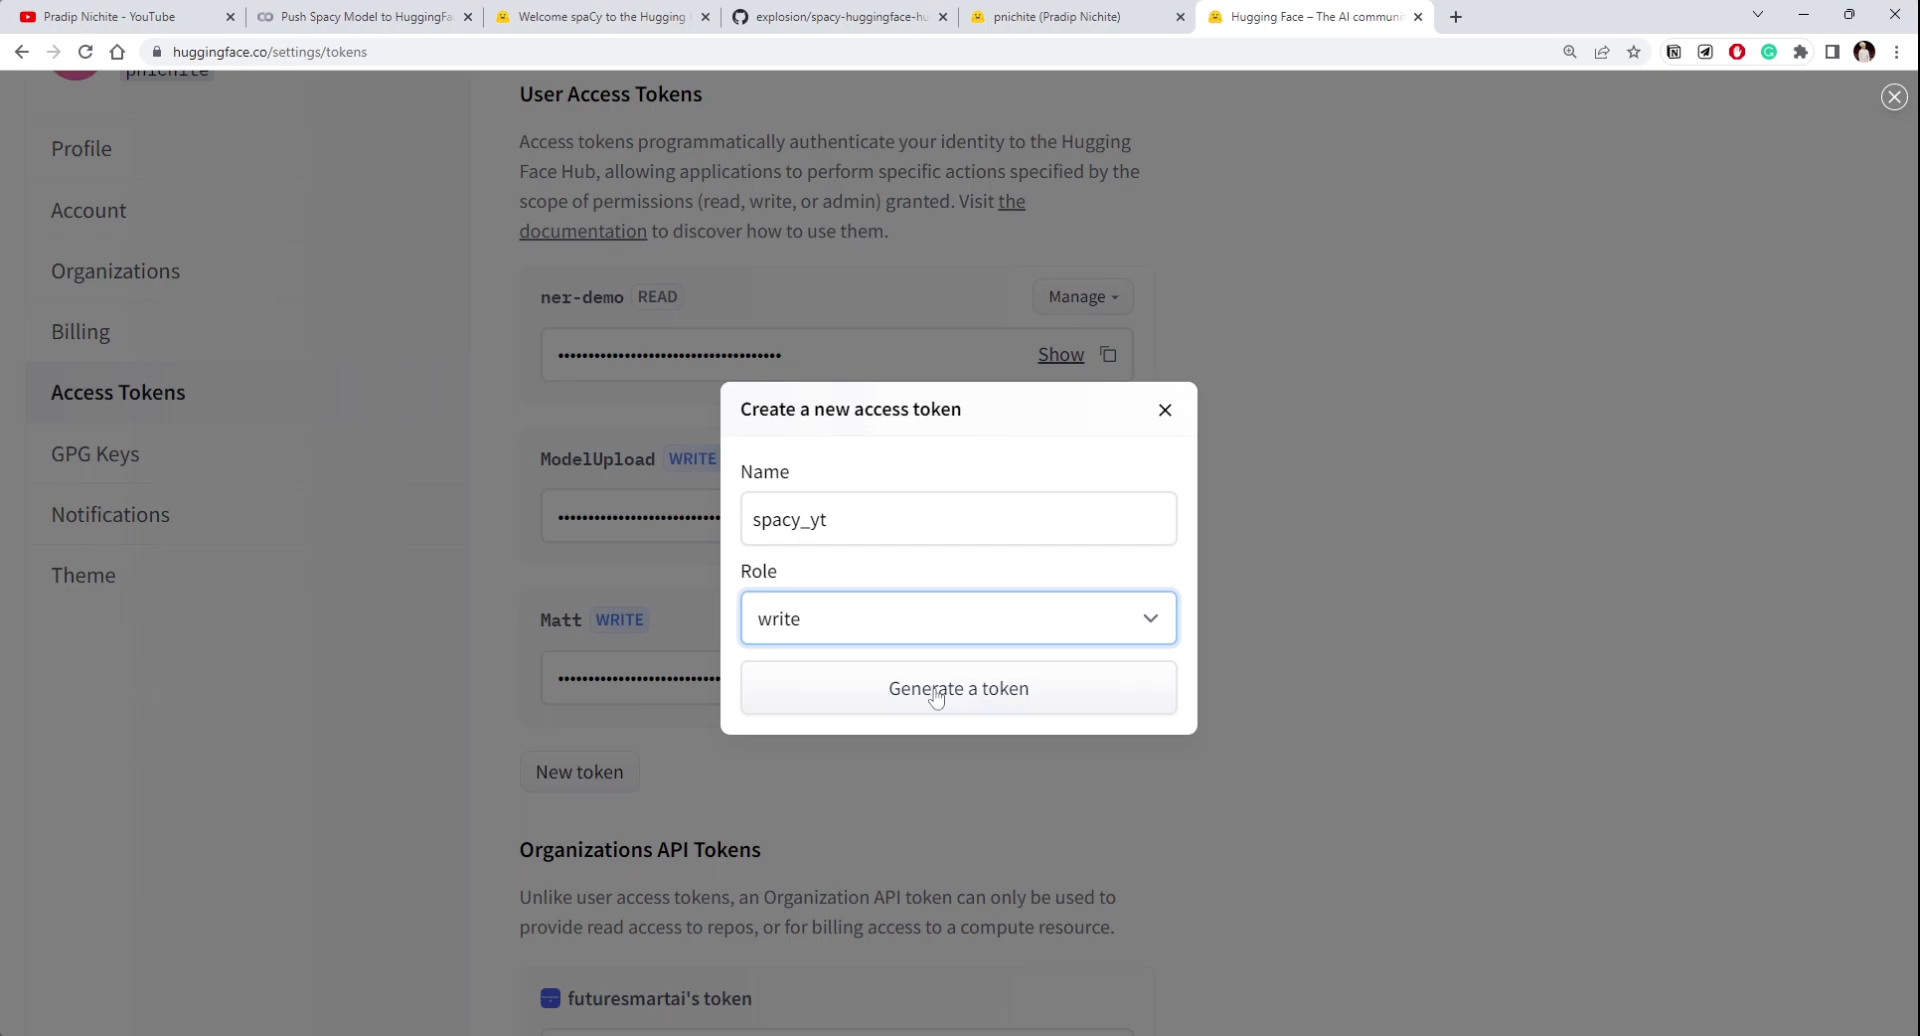 Pradip Nichite - YouTube
Push Spacy Model to HuggingFa
Welcome spaCy to the Hugging
explosion/spacy-huggingface-hu
pnichite (Pradip Nichite)
Hugging Face – The AI communi
huggingface.co/settings/tokens
pnichite
Profile
Account
Organizations
Billing
Access Tokens
GPG Keys
Notifications
Theme
User Access Tokens
Access tokens programmatically authenticate your identity to the Hugging
Face Hub, allowing applications to perform specific actions specified by the
scope of permissions (read, write, or admin) granted. Visit the
documentation to discover how to use them.
ner-demo READ
Manage
Show
ModelUpload WRITE
Matt WRITE
New token
Create a new access token
Name
spacy_yt
Role
write
Generate a token
Organizations API Tokens
Unlike user access tokens, an Organization API token can only be used to
provide read access to repos, or for billing access to a compute resource.
futuresmartai's token